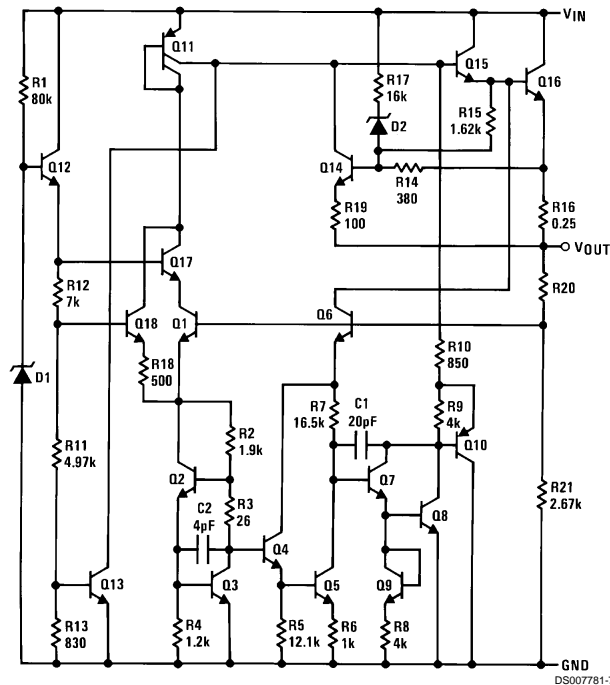 VIN
Q11
Q15
Q16
R1
80k
R17
16k
R15
1.62k
D2
Q12
Q14
R14
380
R16
0.25
R19
100
VOUT
R12
7k
Q17
R20
Q18
Q1
Q6
R18
500
R10
850
D1
R7
16.5k
C1
20pF
R9
4k
Q10
R11
4.97k
R2
1.9k
Q2
Q7
Q8
R21
2.67k
C2
4pF
R3
26
Q4
Q13
Q3
Q5
Q9
R13
830
R4
1.2k
R5
12.1k
R6
1k
R8
4k
GND